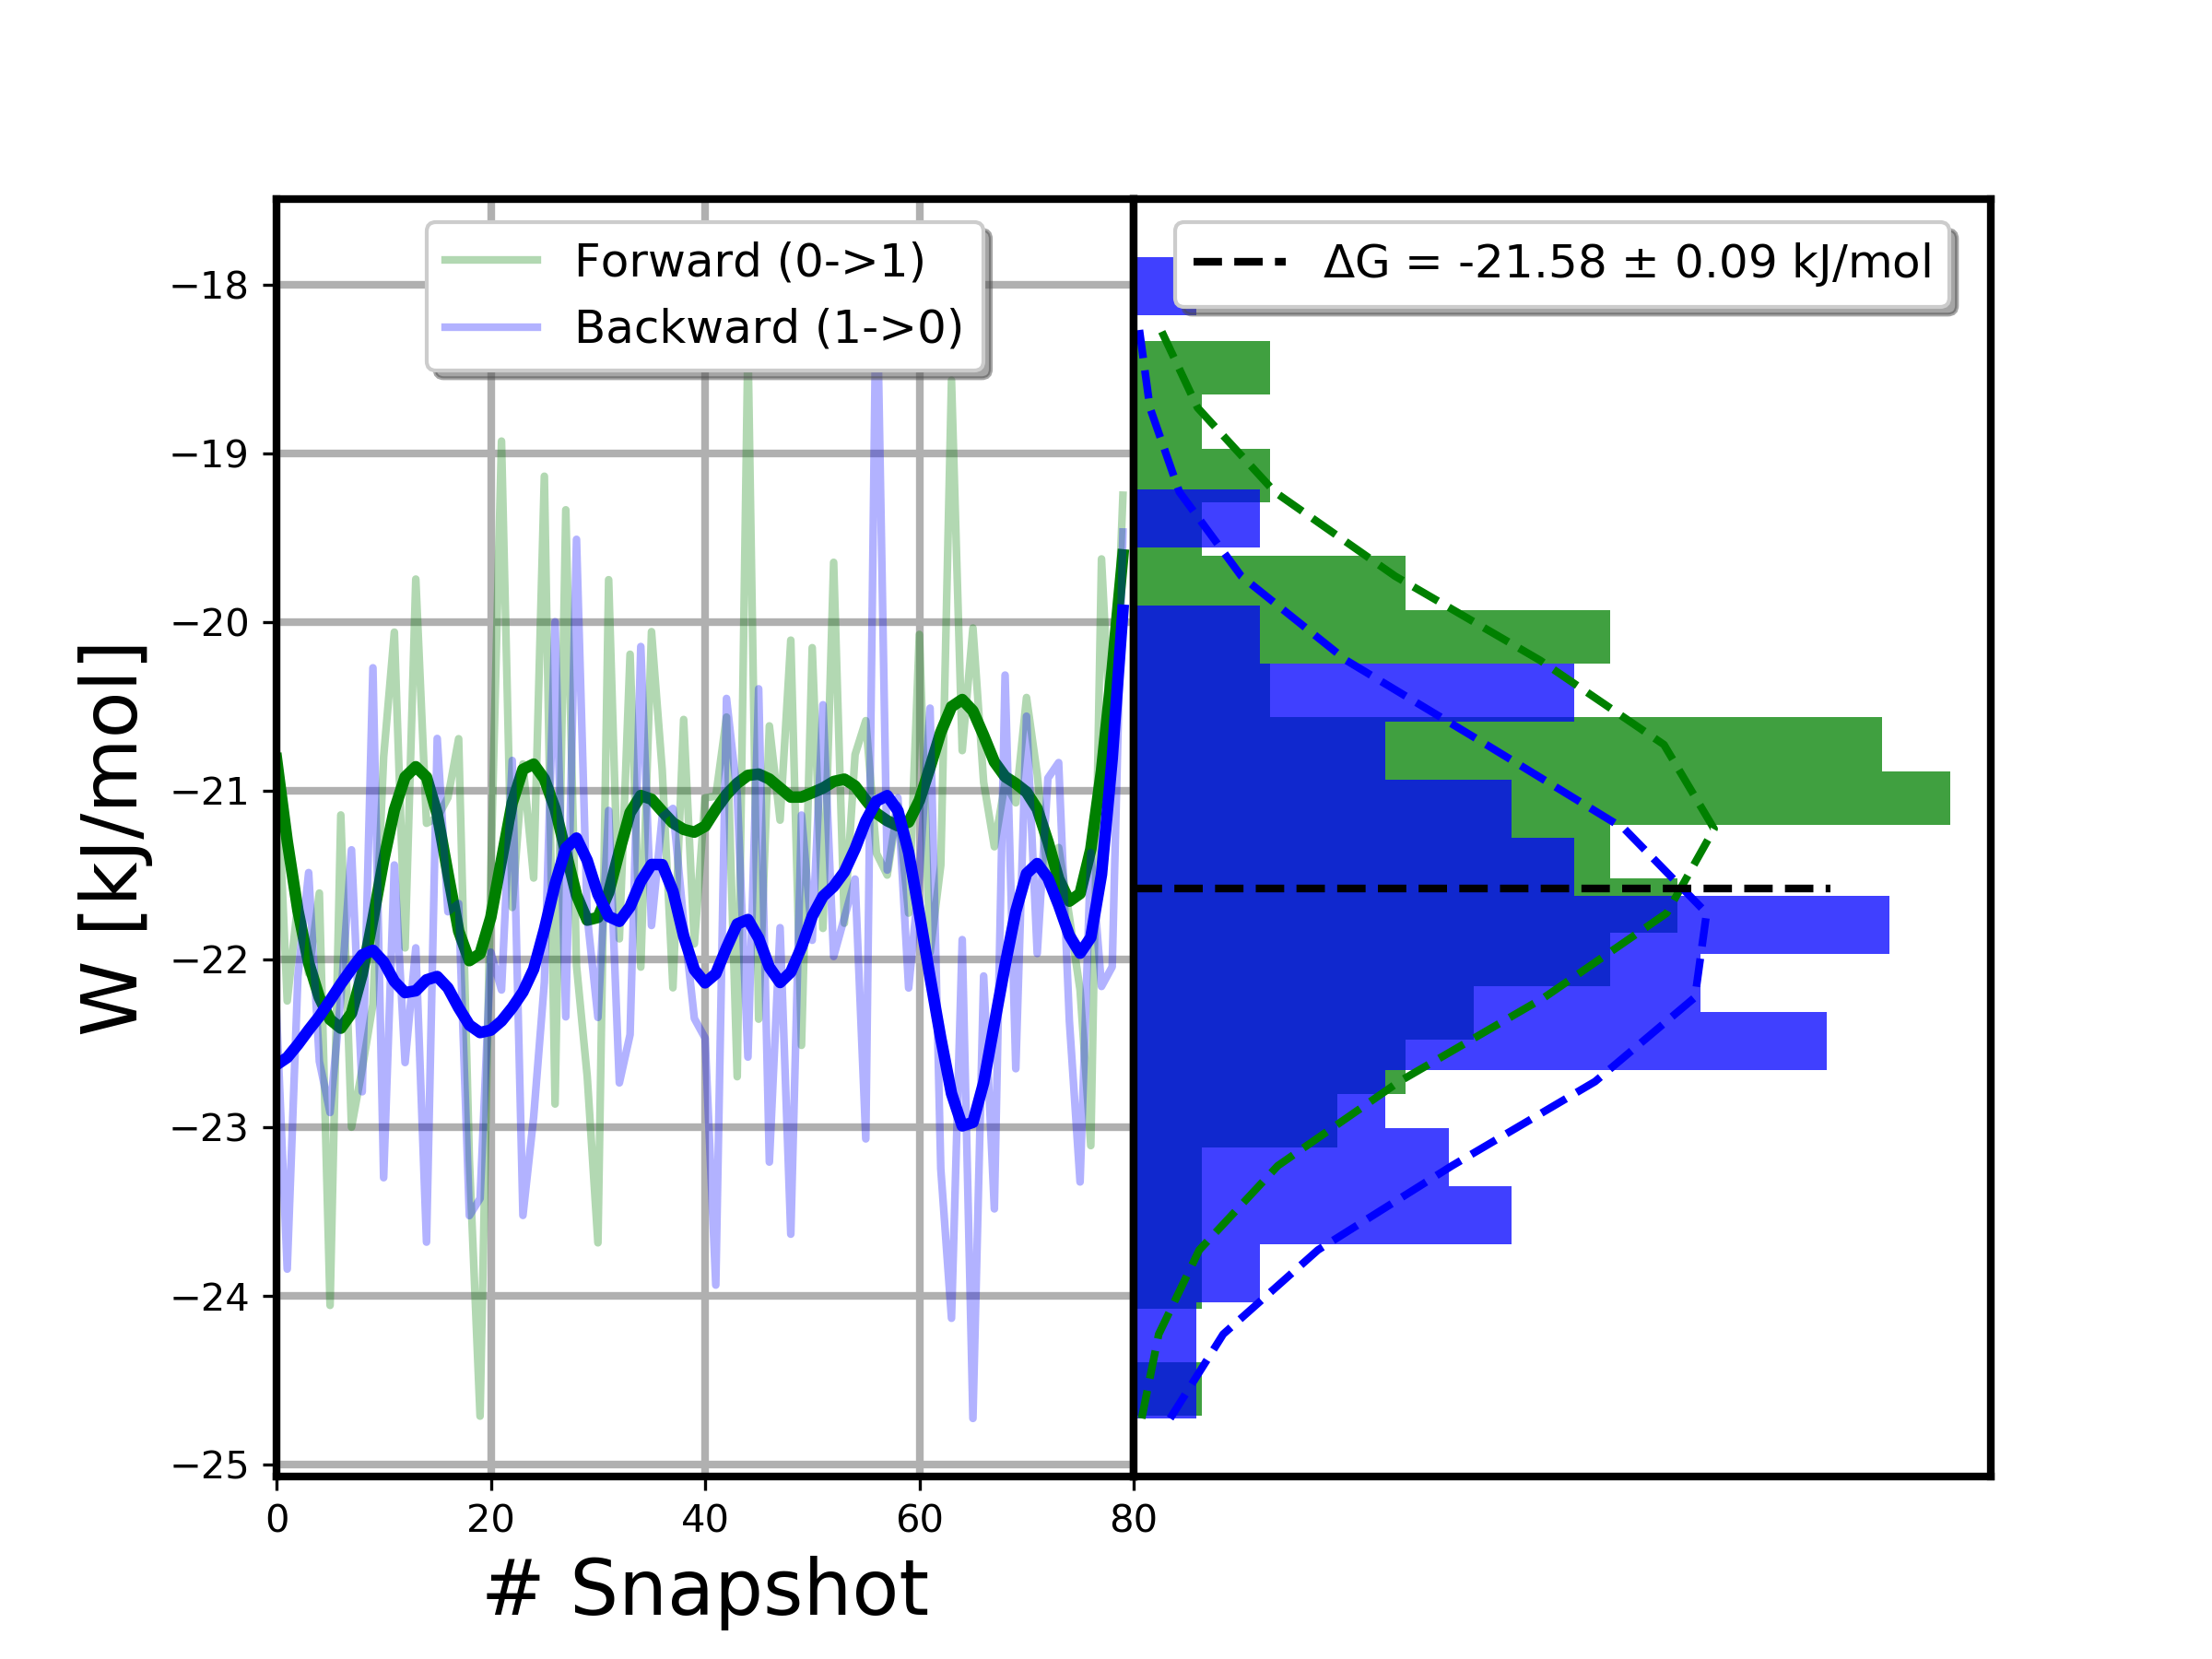 Forward (0->1)
Backward (1->0)
ΔG = -21.58 ± 0.09 kJ/mol
−18
−19
−20
−21
−22
−23
−24
−25
W [kJ/mol]
0 20 40 60 80
# Snapshot